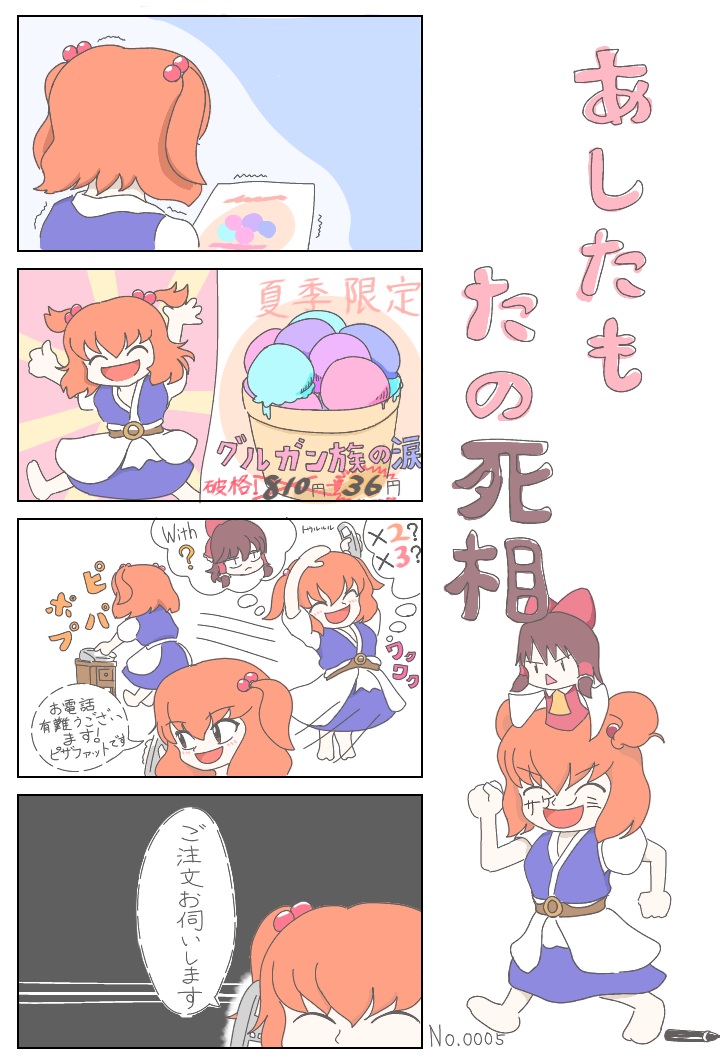 あしたも
たの死相
夏季限定
グルガン族の涙
破格!
810円
36円
ピポパプ
With
?
トゥルルル
×2?
×3?
ワクワク
お電話
有難うござい
ます!
ピザファットです
ご注文お伺いします
No.0005